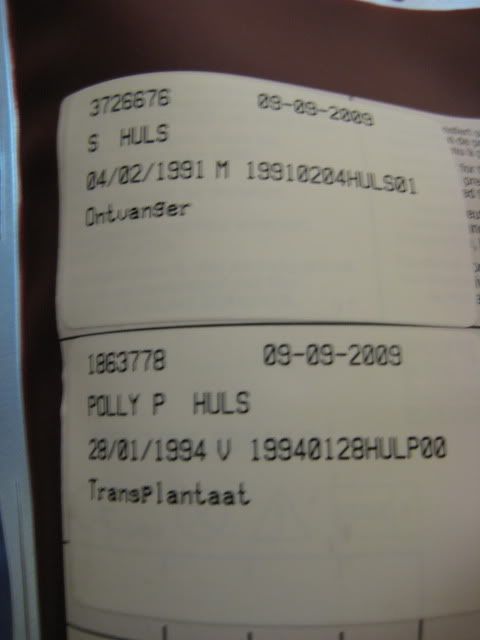 3726676 09-09-2009
S HULS
04/02/1991 M 19910204HULS01
Ontvanger
1863778 09-09-2009
POLLY P HULS
28/01/1994 V 19940128HULP00
Transplantaat